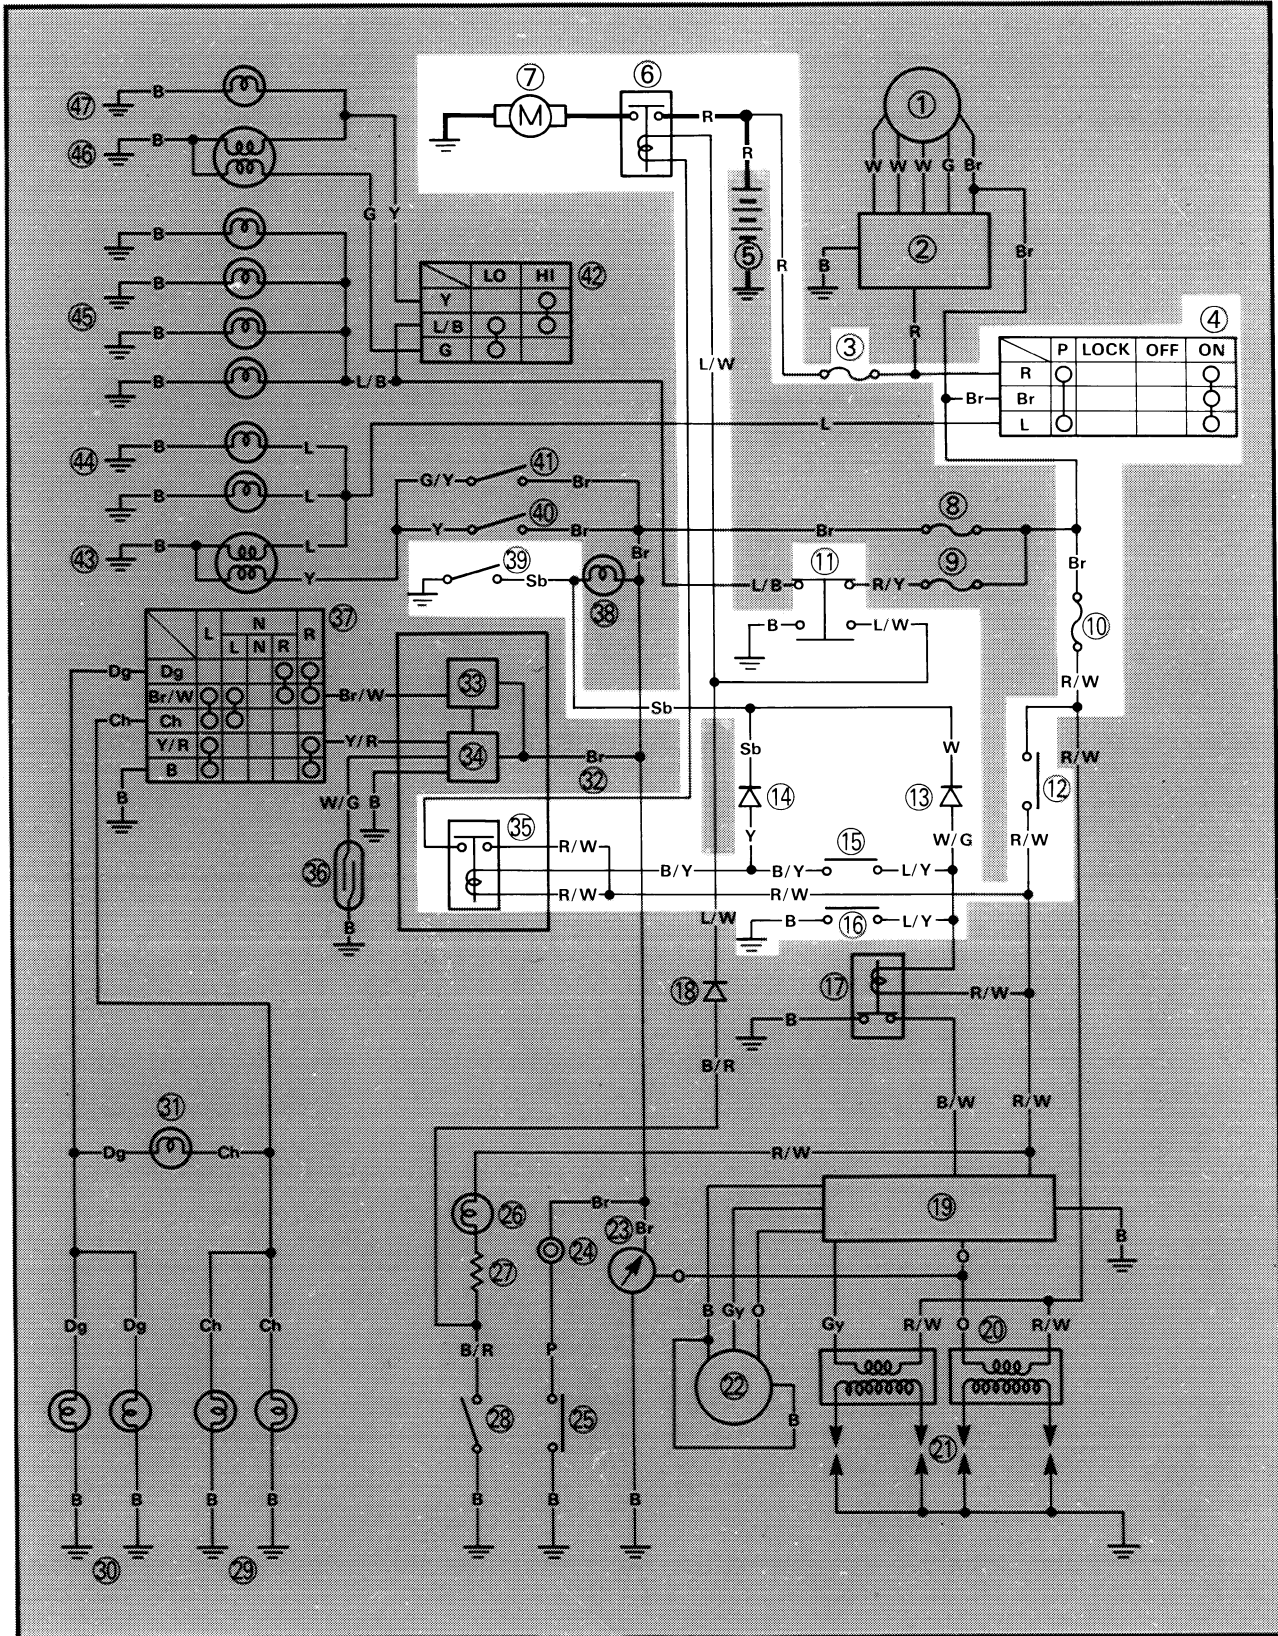 ⑥
⑦
①
M R
㊼ B
R
㊻ B
W W W G Br
G Y
②
B
⑤ R B Br
LO HI ㊷
Y
B
L/B
㊺ G
B
R
④
③ P LOCK OFF ON
L/W
R
B L/B
Br Br
L L
㊹ B L
B L
G/Y ㊶ Br
Y ㊵ Br Br ⑧
㊸ B L
Y
㊴ Sb Br
㊳
⑪ ⑨
L/B R/Y
Br
⑩
B L/W
R/W
㊲
L N R
L N R
Dg Dg
Br/W Br/W ㉝
Ch Ch
Y/R Y/R ㉞
B
B
Br
㉜
W/G B
Sb
Sb W
R/W
⑭ ⑬ ⑫
㉟
Y W/G R/W
R/W
⑮
B/Y B/Y L/Y
R/W R/W
㊱
B
L/W B ⑯ L/Y
⑱ ⑰
R/W
B
B/R
B/W R/W
㉛
Dg Ch
R/W
㉖ Br
㉓ Br
⑲
B
㉗ ㉔
O O
B Gy O
Dg Dg Ch Ch
Gy R/W O ⑳ R/W
B/R P
㉒
B
㉘ ㉕
㉑
B B B B
B B B
㉚ ㉙